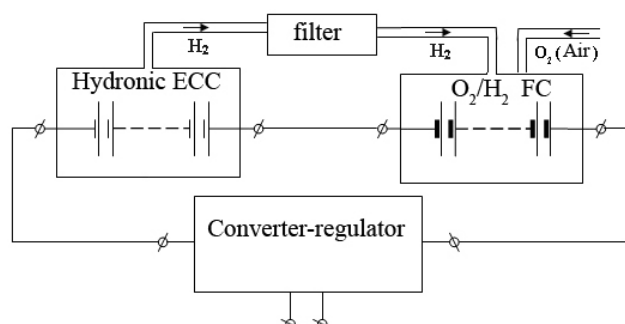 filter
H₂
H₂
O₂(Air)
Hydronic ECC
O₂/H₂ FC
Converter-regulator